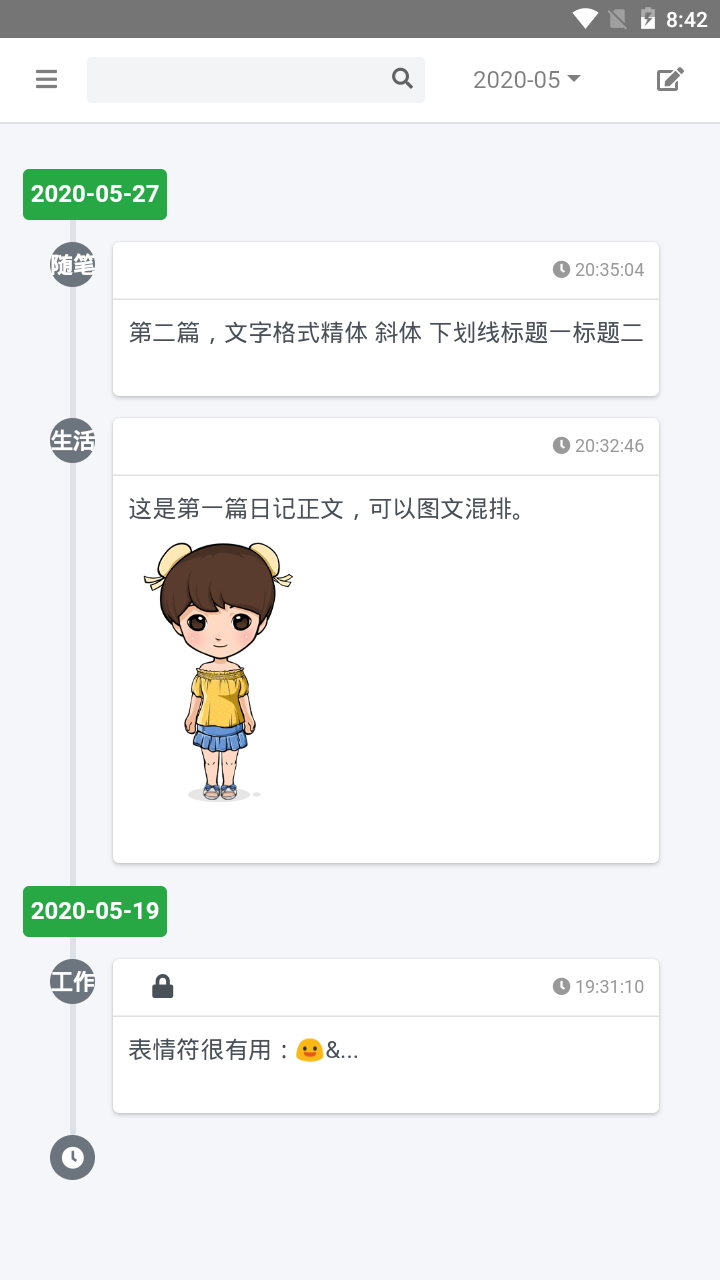 8:42
2020-05
2020-05-27
随笔
20:35:04
第二篇，文字格式精体 斜体 下划线标题一标题二
生活
20:32:46
这是第一篇日记正文，可以图文混排。
2020-05-19
工作
19:31:10
表情符很有用：😃&...